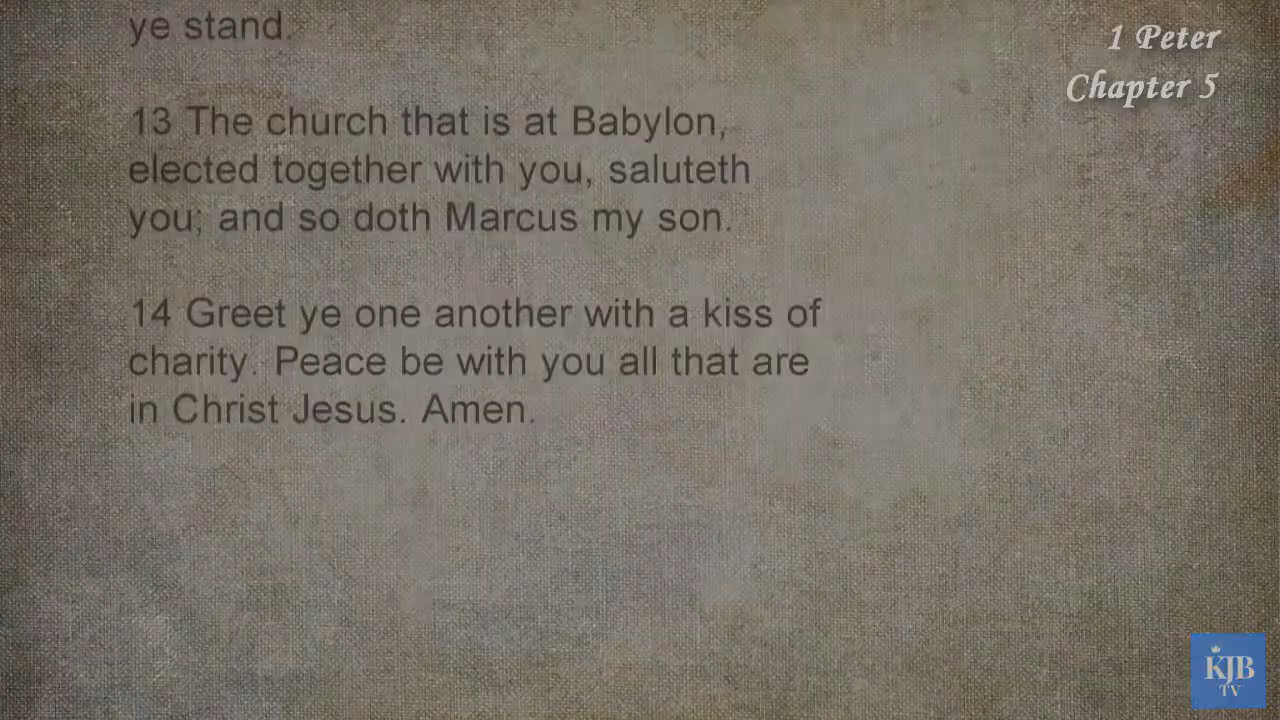 ye stand.
1 Peter
Chapter 5
13 The church that is at Babylon,
elected together with you, saluteth
you; and so doth Marcus my son.
14 Greet ye one another with a kiss of
charity. Peace be with you all that are
in Christ Jesus. Amen.
KJB
TV